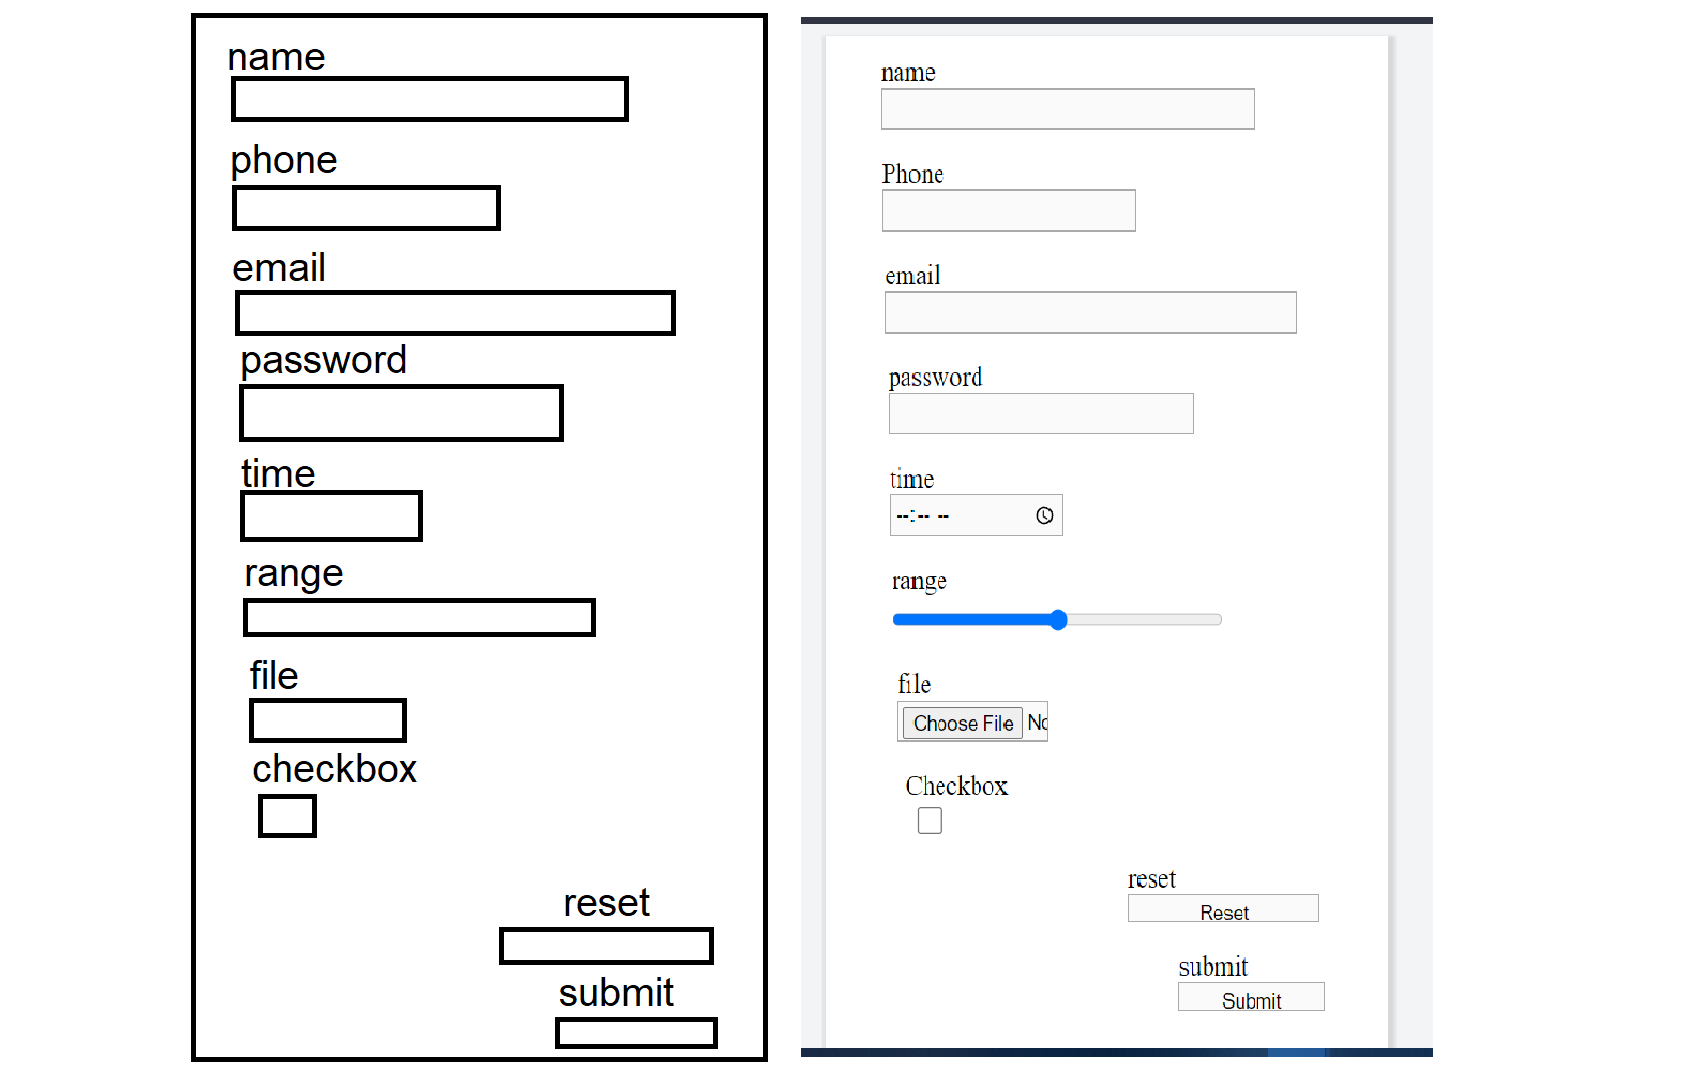 name
phone
email
password
time
range
file
checkbox
reset
submit
name
Phone
email
password
time
--:-- --
range
file
Choose File No
Checkbox
reset
Reset
submit
Submit